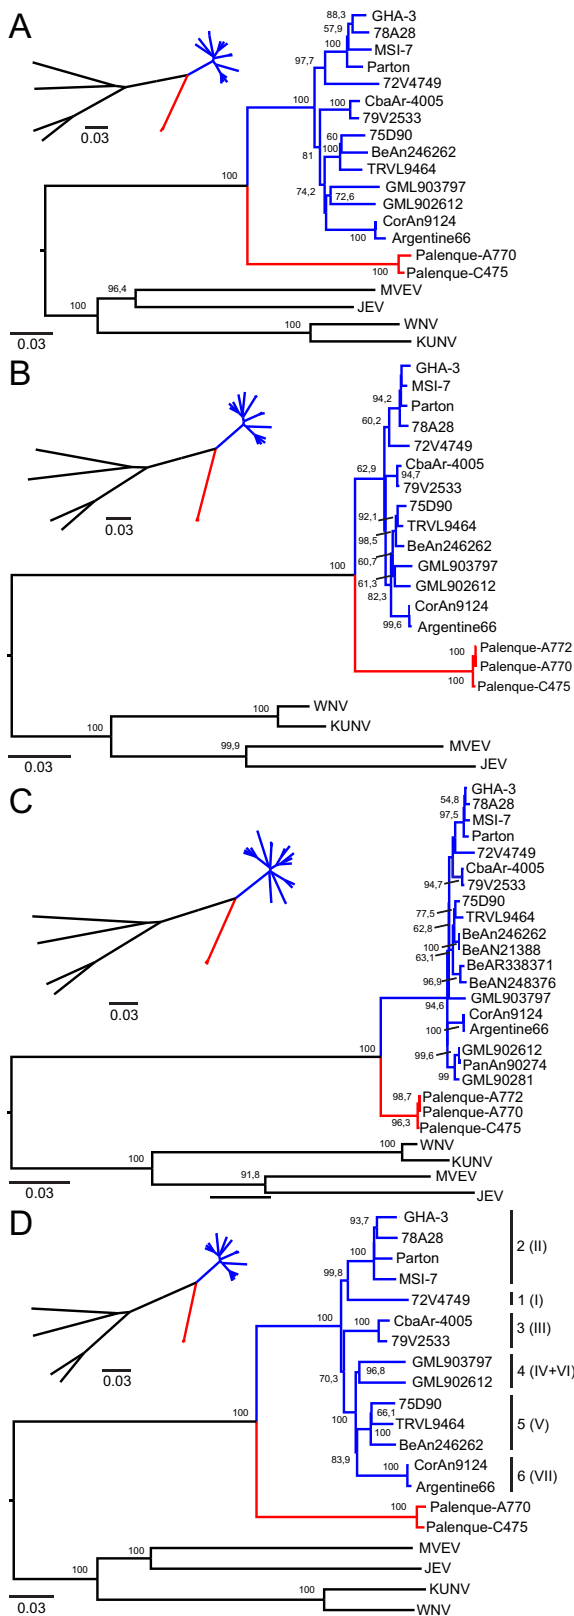 A
88,3
GHA-3
57,9
78A28
100
MSI-7
Parton
97,7
72V4749
0.03
100
CbaAr-4005
100
79V2533
60
75D90
81
100
BeAn246262
TRVL9464
100
74,2
GML903797
72,6
GML902612
CorAn9124
100
Argentine66
Palenque-A770
100
Palenque-C475
96,4
MVEV
JEV
100
100
WNV
0.03
KUNV
B
GHA-3
MSI-7
94,2
Parton
60,2
78A28
72V4749
62,9
CbaAr-4005
94,7
79V2533
0.03
75D90
92,1
TRVL9464
98,5
BeAn246262
60,7
GML903797
100
61,3
GML902612
82,3
CorAn9124
99,6
Argentine66
Palenque-A772
100
Palenque-A770
100
Palenque-C475
100
WNV
100
KUNV
99,9
MVEV
0.03
JEV
C
GHA-3
54,8
78A28
97,5
MSI-7
Parton
72V4749
CbaAr-4005
94,7
79V2533
75D90
77,5
TRVL9464
62,8
BeAn246262
100
BeAN21388
63,1
BeAR338371
96,9
BeAN248376
0.03
94,6
GML903797
CorAn9124
100
Argentine66
99,6
GML902612
100
PanAn90274
99
GML90281
98,7
Palenque-A772
Palenque-A770
96,3
Palenque-C475
100
WNV
100
KUNV
91,8
MVEV
0.03
JEV
D
93,7
GHA-3
78A28
2 (II)
100
Parton
99,8
MSI-7
72V4749
1 (I)
100
100
CbaAr-4005
3 (III)
79V2533
0.03
GML903797
70,3
96,8
4 (IV+VI)
GML902612
75D90
100
66,1
TRVL9464
5 (V)
100
BeAn246262
83,9
100
CorAn9124
6 (VII)
Argentine66
100
100
Palenque-A770
Palenque-C475
MVEV
100
JEV
100
KUNV
100
0.03
WNV